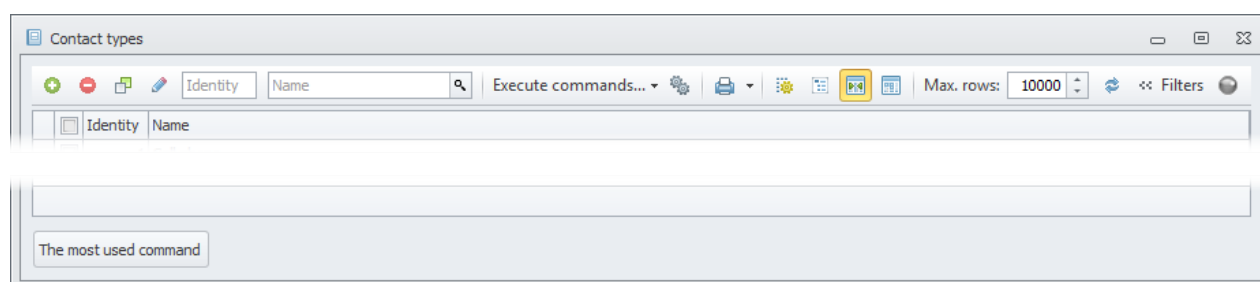 Contact types
Identity Name Execute commands... Max. rows: 10000 Filters
Identity Name
The most used command